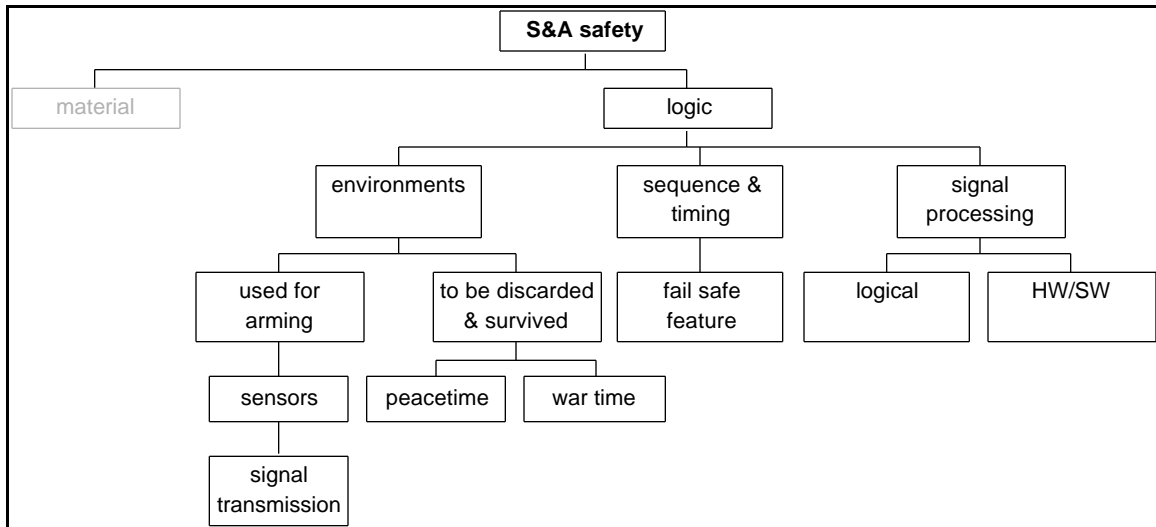 S&A safety
material
logic
environments
sequence &
timing
signal
processing
used for
arming
to be discarded
& survived
fail safe
feature
logical
HW/SW
sensors
peacetime
war time
signal
transmission